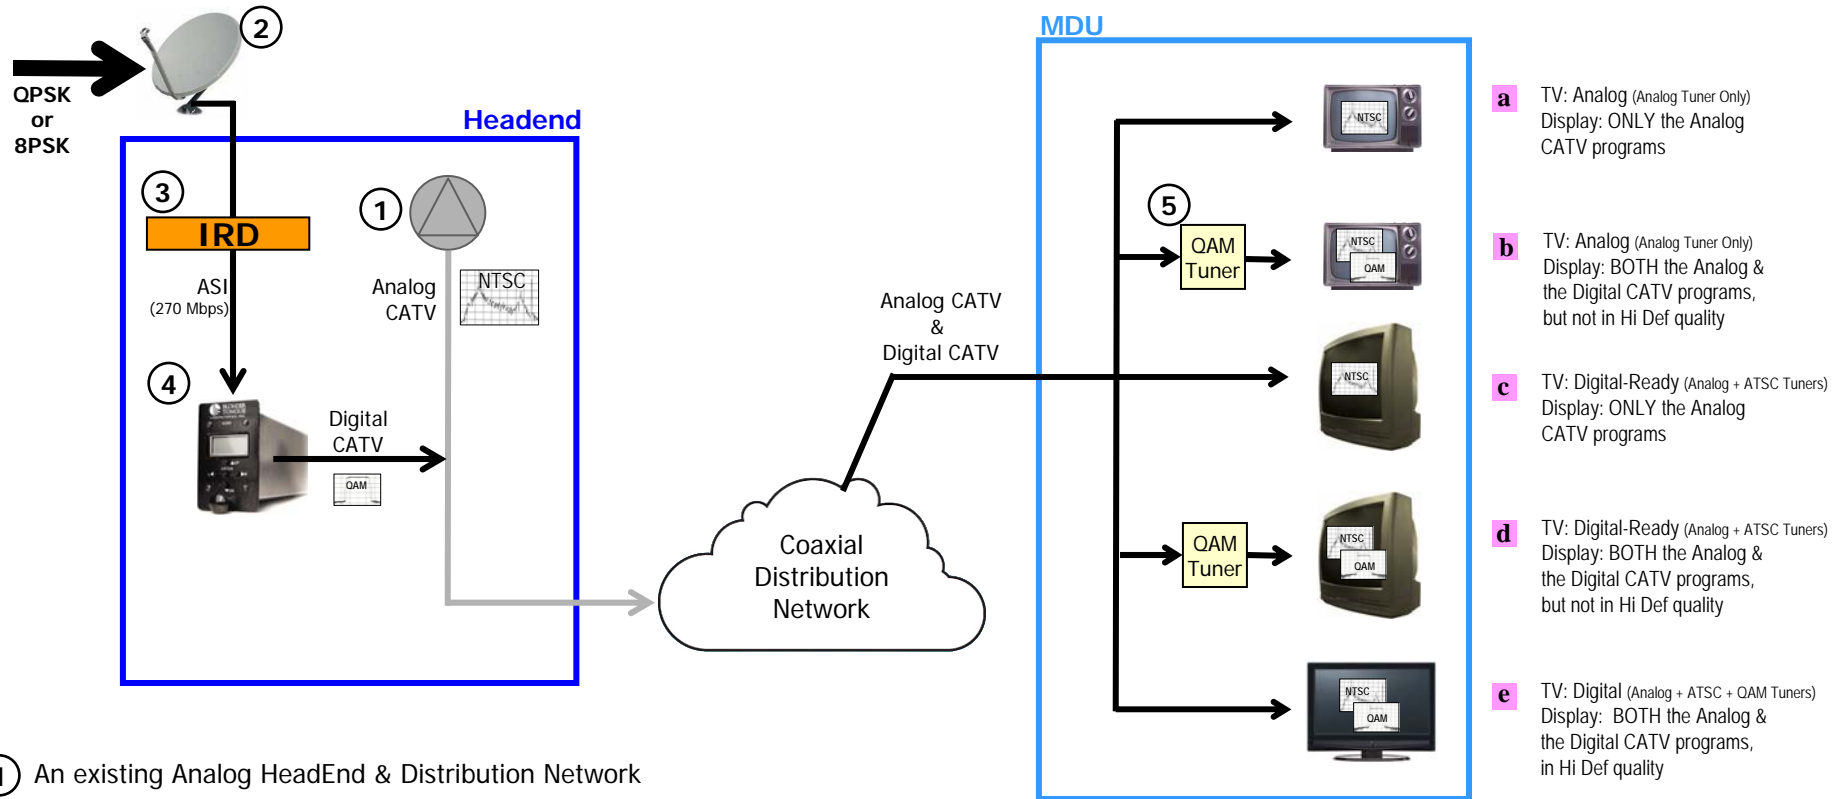 QPSK
or
8PSK
2
Headend
3
IRD
1
ASI
(270 Mbps)
Analog
CATV
NTSC
4
BLONDER
TONGUE
Digital
CATV
QAM
Coaxial
Distribution
Network
Analog CATV
&
Digital CATV
MDU
NTSC
5
QAM
Tuner
NTSC
QAM
NTSC
QAM
Tuner
NTSC
QAM
NTSC
QAM
a
TV: Analog (Analog Tuner Only)
Display: ONLY the Analog
CATV programs
b
TV: Analog (Analog Tuner Only)
Display: BOTH the Analog &
the Digital CATV programs,
but not in Hi Def quality
c
TV: Digital-Ready (Analog + ATSC Tuners)
Display: ONLY the Analog
CATV programs
d
TV: Digital-Ready (Analog + ATSC Tuners)
Display: BOTH the Analog &
the Digital CATV programs,
but not in Hi Def quality
e
TV: Digital (Analog + ATSC + QAM Tuners)
Display: BOTH the Analog &
the Digital CATV programs,
in Hi Def quality
1 An existing Analog HeadEnd & Distribution Network